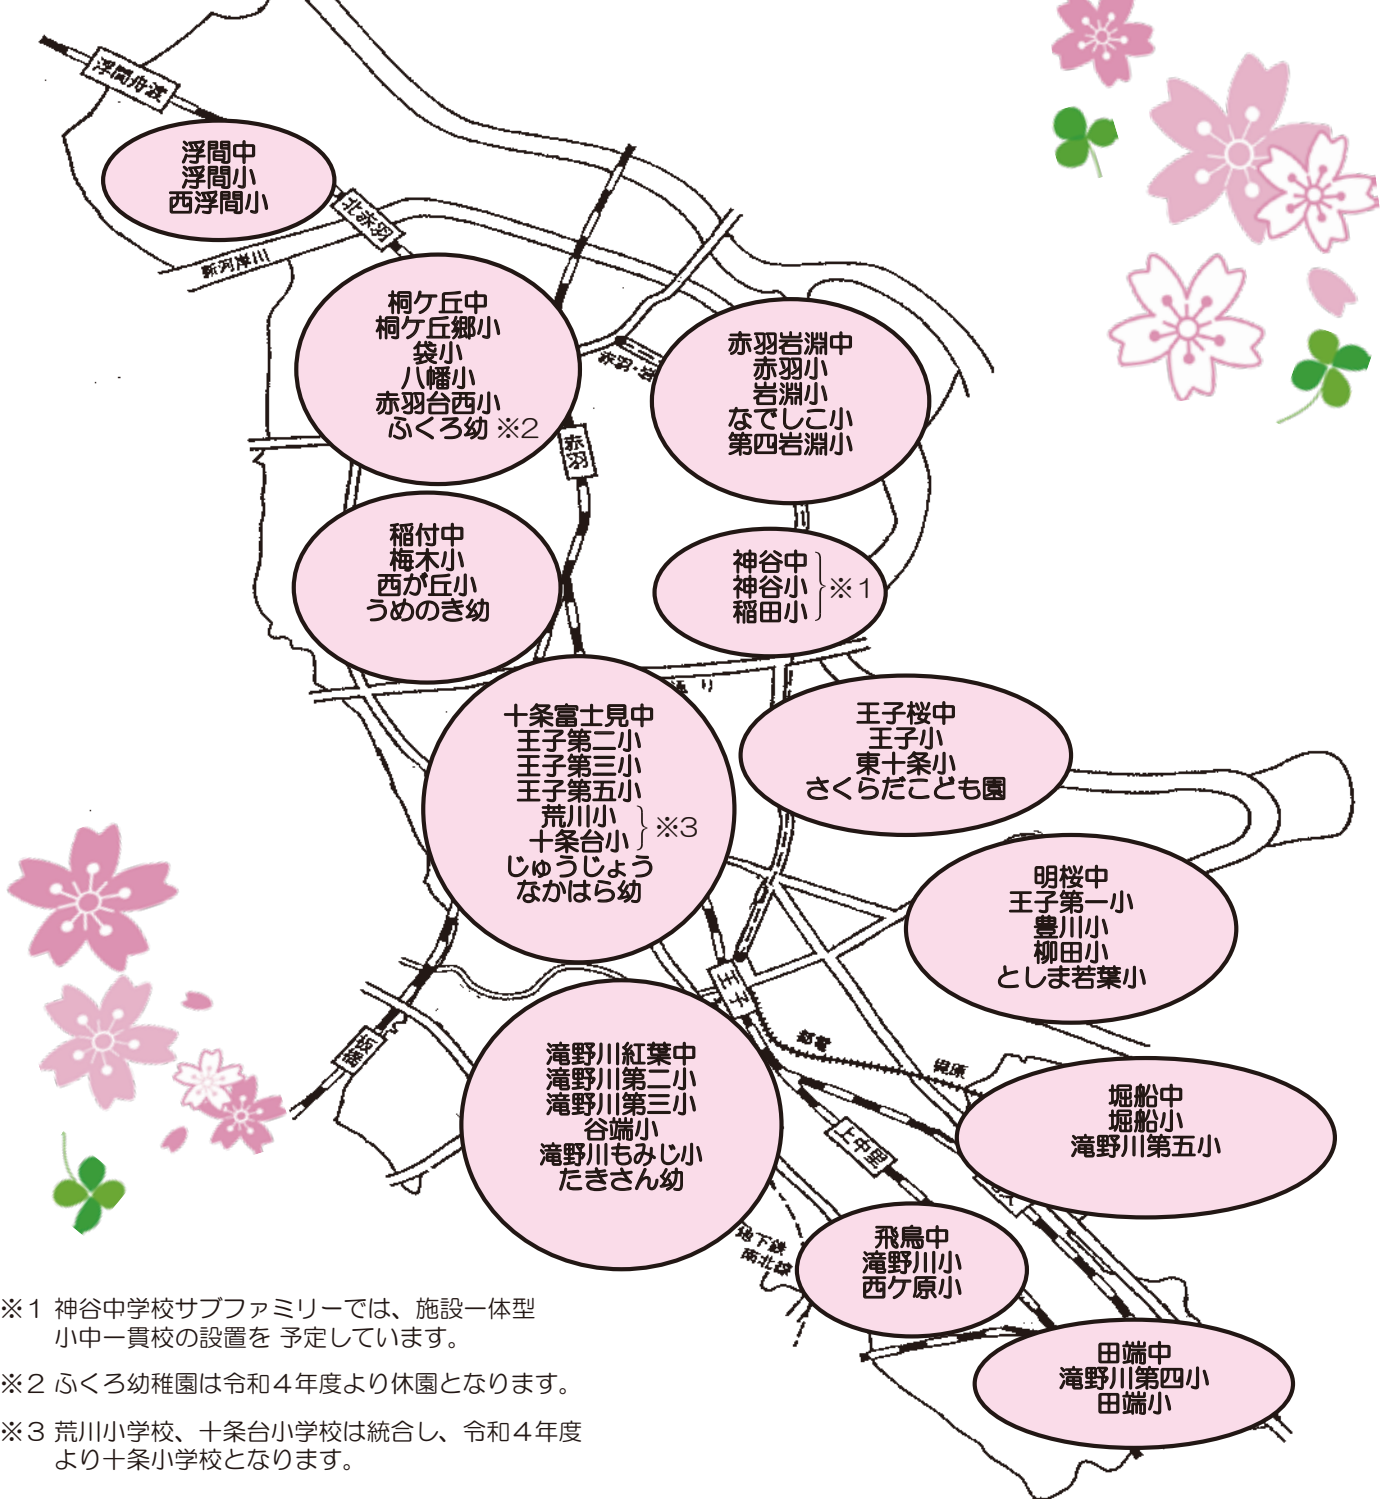 浮間舟渡
浮間中
浮間小
西浮間小
北赤羽
新河岸川
桐ケ丘中
桐ケ丘郷小
袋小
八幡小
赤羽台西小
ふくろ幼 ※2
赤羽
赤羽・岩
赤羽岩淵中
赤羽小
岩淵小
なでしこ小
第四岩淵小
稲付中
梅木小
西が丘小
うめのき幼
神谷中
神谷小
稲田小
※1
通り
十条富士見中
王子第二小
王子第三小
王子第五小
荒川小
十条台小
※3
じゅうじょう
なかはら幼
王子桜中
王子小
東十条小
さくらだこども園
明桜中
王子第一小
豊川小
柳田小
としま若葉小
王子
板橋
都電
梶原
滝野川紅葉中
滝野川第二小
滝野川第三小
谷端小
滝野川もみじ小
たきさん幼
堀船中
堀船小
滝野川第五小
上中里
地下鉄
南北線
飛鳥中
滝野川小
西ケ原小
田端中
滝野川第四小
田端小
※1 神谷中学校サブファミリーでは、施設一体型
小中一貫校の設置を 予定しています。
※2 ふくろ幼稚園は令和4年度より休園となります。
※3 荒川小学校、十条台小学校は統合し、令和4年度
より十条小学校となります。